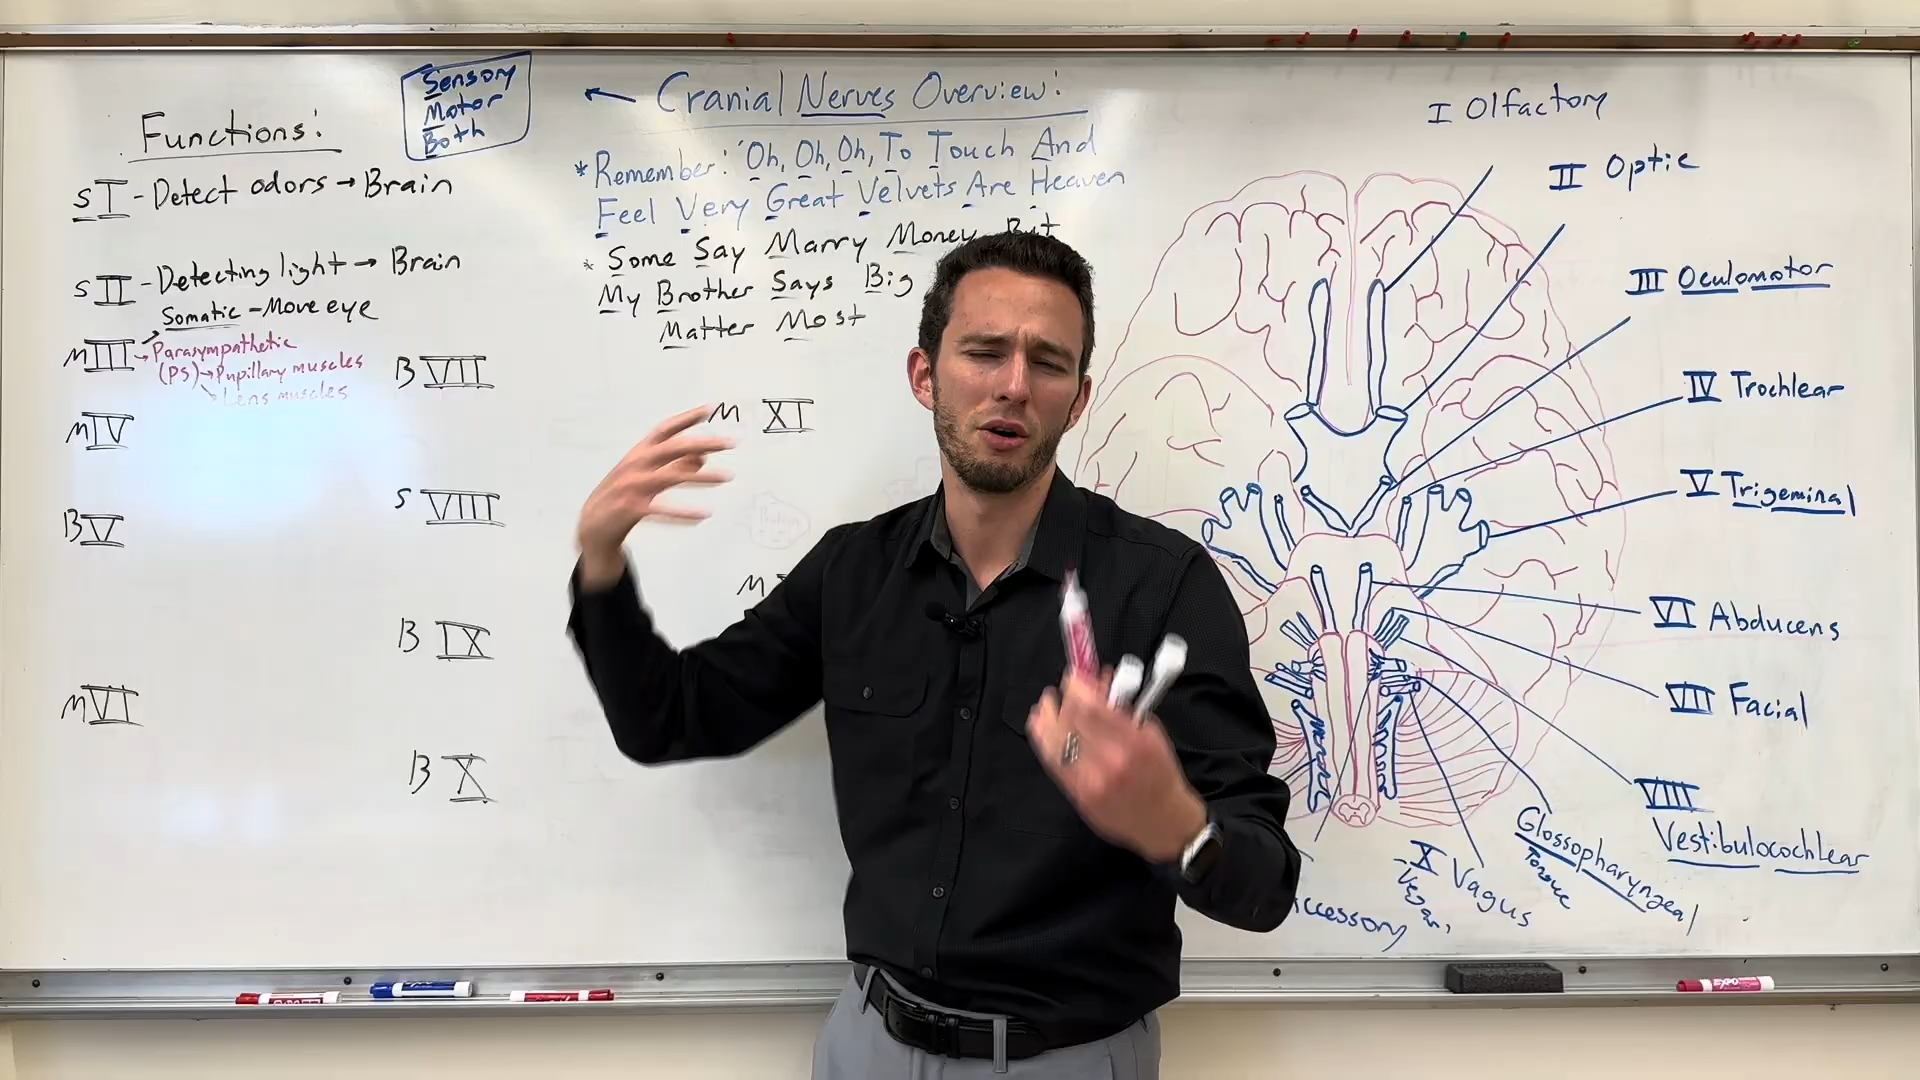 Functions:
S I - Detect odors → Brain
S II - Detecting light → Brain
Somatic - Move eye
M III → Parasympathetic
(PS) → Pupillary muscles
Lens muscles
M IV
B V
M VI
B VII
S VIII
B IX
B X
Sensory
Motor
Both
← Cranial Nerves Overview:
* Remember: "Oh, Oh, Oh, To Touch And
Feel Very Great Velvets Are Heaven
* Some Say Marry Money But
My Brother Says Big
Matter Most
M XI
M
I Olfactory
II Optic
III Oculomotor
IV Trochlear
V Trigeminal
VI Abducens
VII Facial
VIII
Vestibulocochlear
Glossopharyngeal
Tongue
X Vagus
ccessory
EXPO